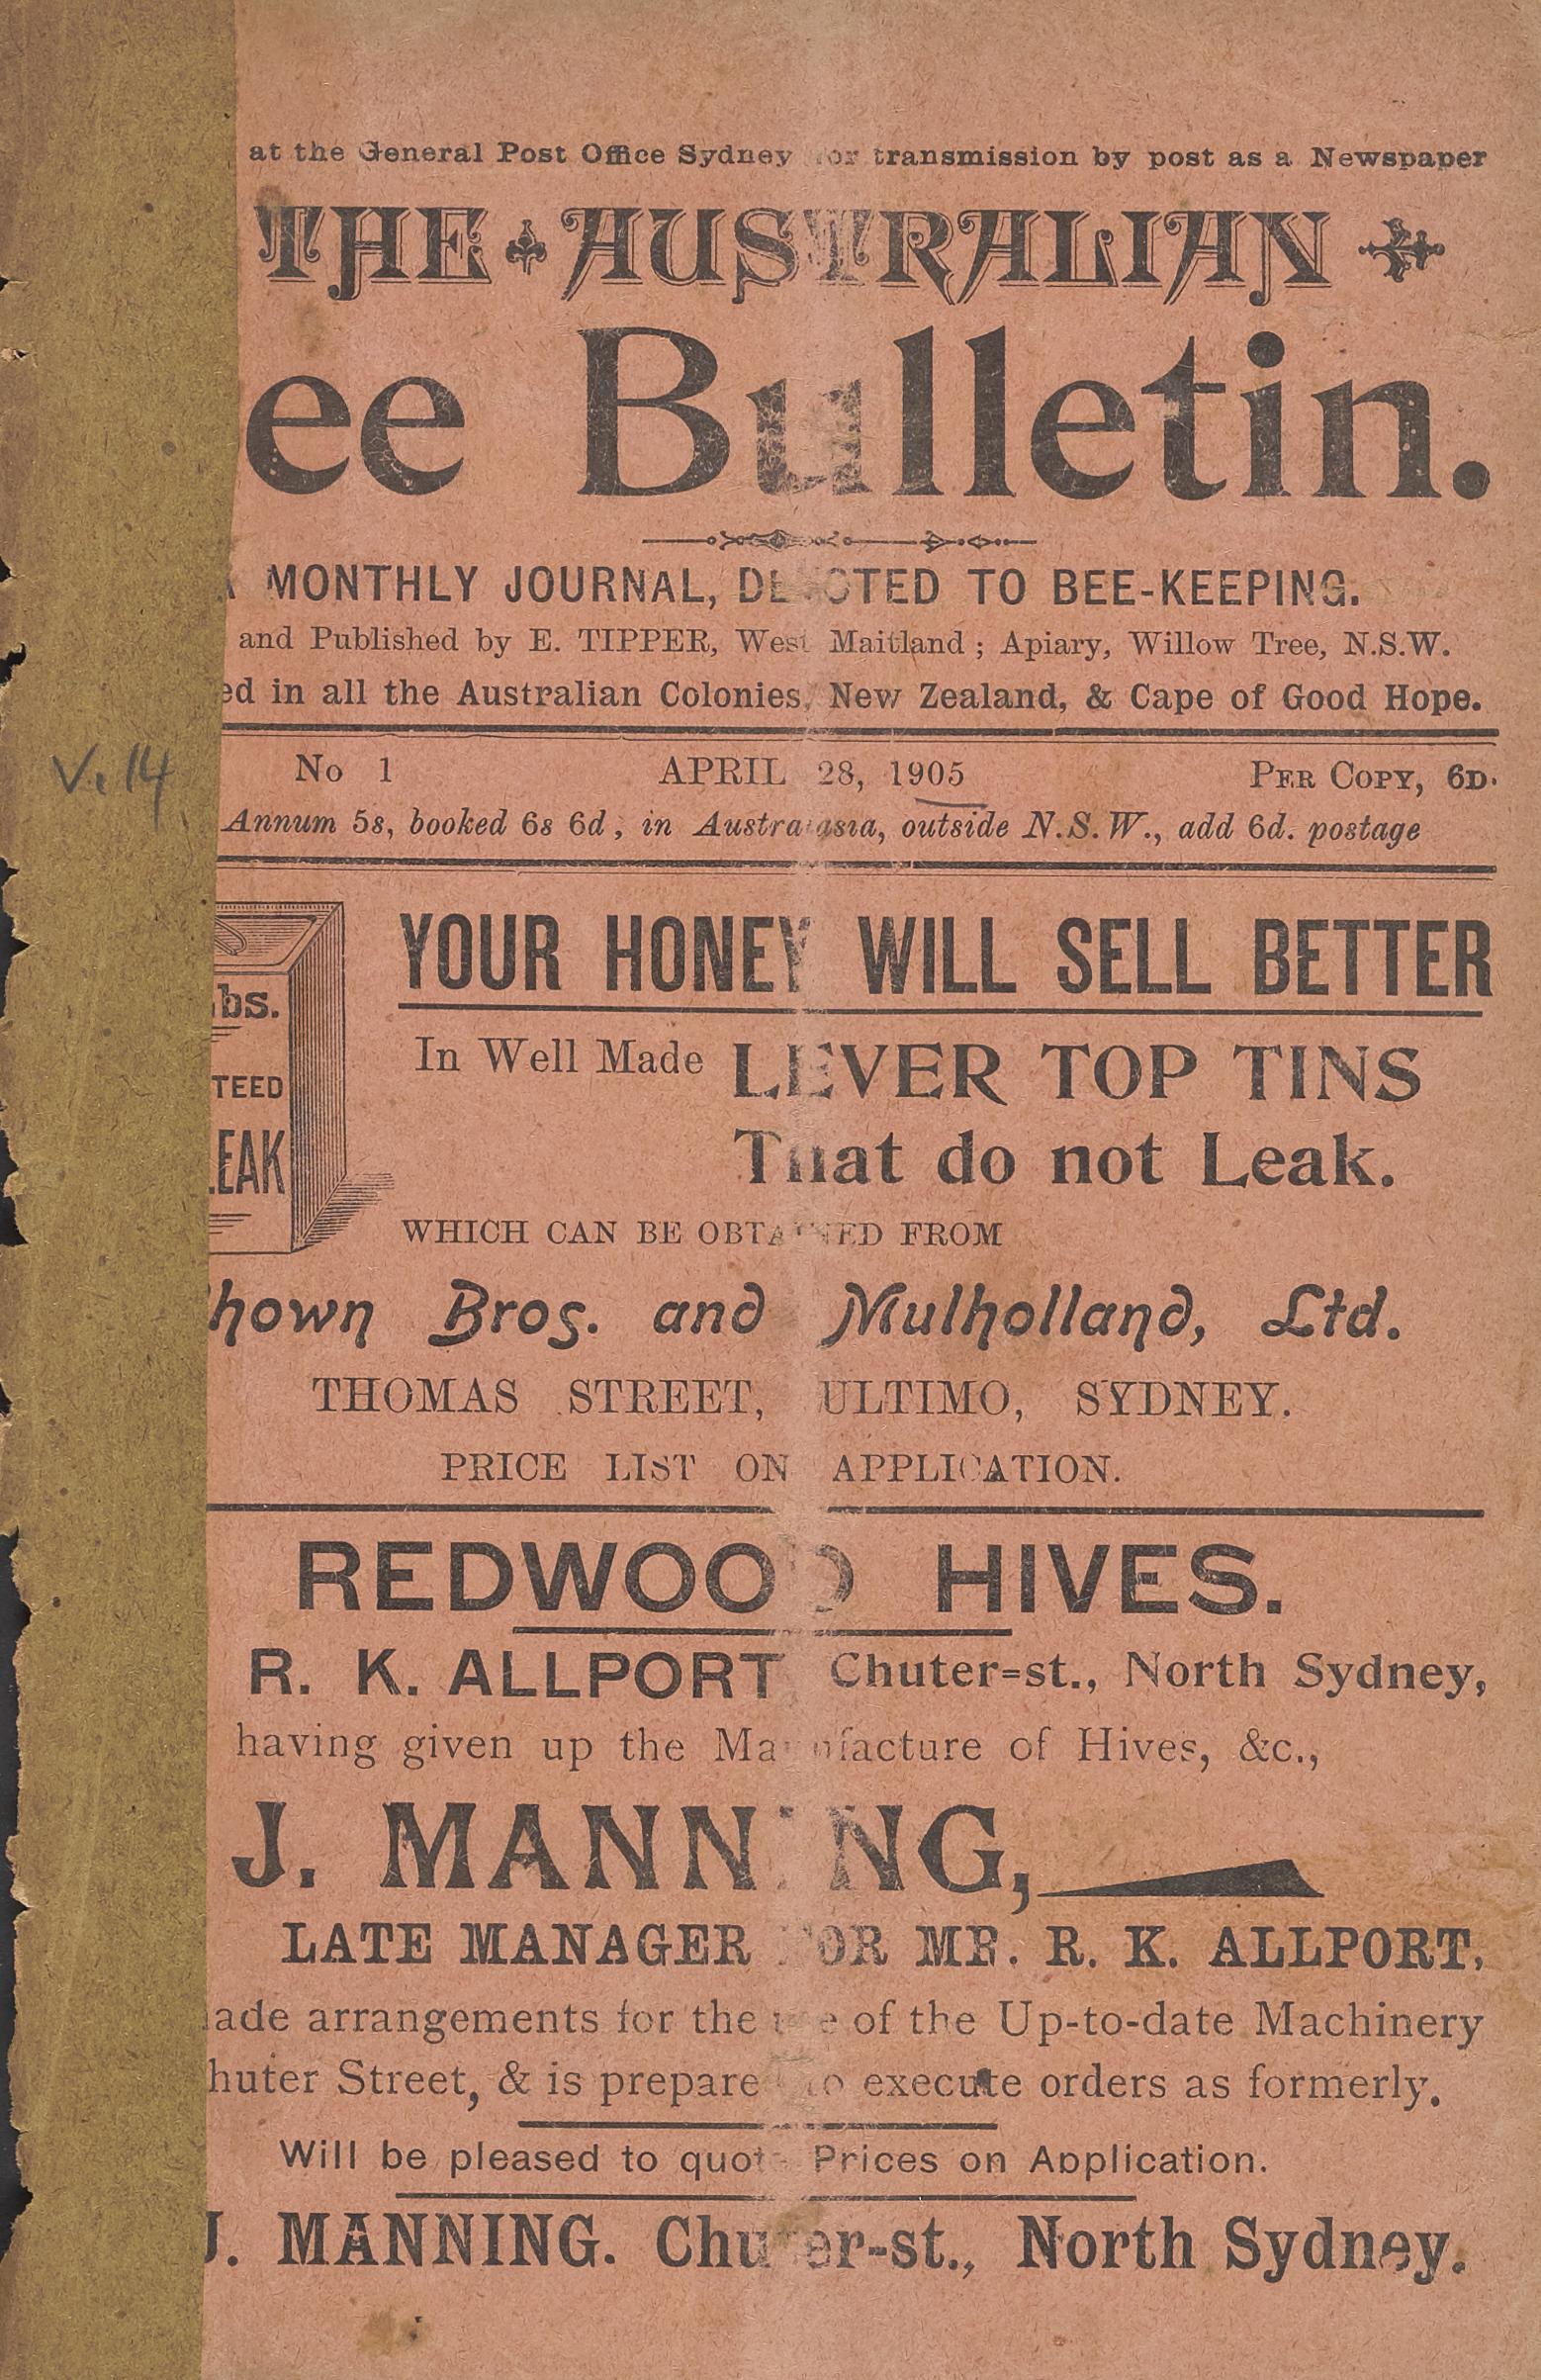 at the General Post Office Sydney for transmission by post as a Newspaper
THE AUSTRALIAN
ee Bulletin.
A MONTHLY JOURNAL, DEVOTED TO BEE-KEEPING.
and Published by E. TIPPER, West Maitland; Apiary, Willow Tree, N.S.W.
ed in all the Australian Colonies, New Zealand, & Cape of Good Hope.
V. 14
No 1 APRIL 28, 1905 PER COPY, 6D.
Annum 5s, booked 6s 6d, in Australasia, outside N.S.W., add 6d. postage
YOUR HONEY WILL SELL BETTER
bs.
In Well Made LEVER TOP TINS
TEED
That do not Leak.
LEAK
WHICH CAN BE OBTAINED FROM
hown Bros. and Mulholland, Ltd.
THOMAS STREET, ULTIMO, SYDNEY.
PRICE LIST ON APPLICATION.
REDWOOD HIVES.
R. K. ALLPORT Chuter=st., North Sydney,
having given up the Manufacture of Hives, &c.,
J. MANNING,
LATE MANAGER FOR MR. R. K. ALLPORT,
ade arrangements for the use of the Up-to-date Machinery
huter Street, & is prepared to execute orders as formerly.
Will be pleased to quote Prices on Application.
J. MANNING. Chuter-st., North Sydney.